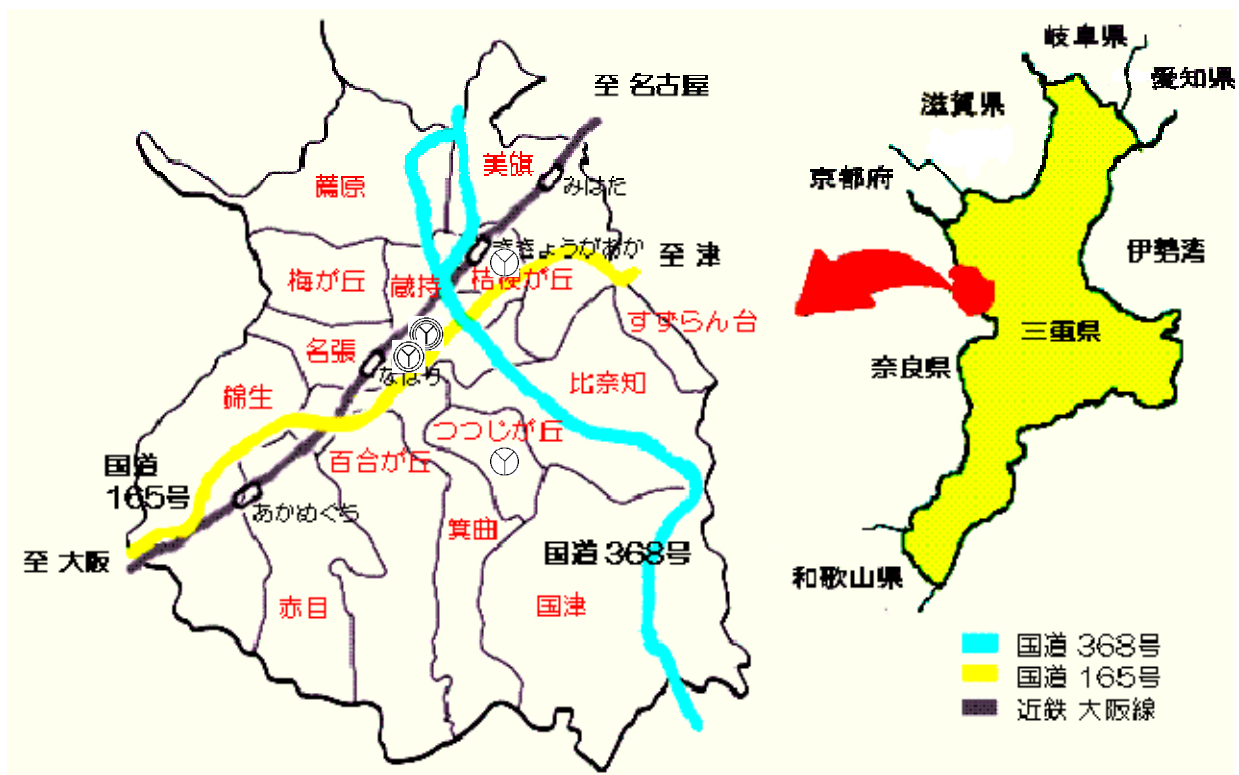 至 名古屋
美旗
みはた
薦原
ききょうがおか
至 津
梅が丘
蔵持
桔梗が丘
すずらん台
名張
なばり
比奈知
錦生
つつじが丘
百合が丘
国道
165号
あかめぐち
箕曲
国道 368号
至 大阪
赤目
国津
岐阜県
愛知県
滋賀県
京都府
伊勢湾
三重県
奈良県
和歌山県
国道 368号
国道 165号
近鉄 大阪線